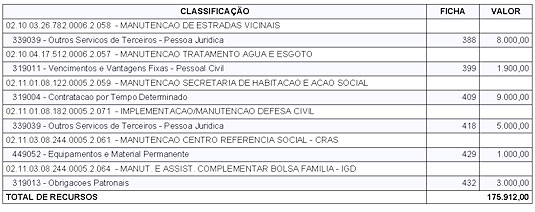 CLASSIFICAÇÃO FICHA VALOR
02.10.03.26.782.0006.2.058 - MANUTENCAO DE ESTRADAS VICINAIS
339039 - Outros Servicos de Terceiros - Pessoa Juridica 388 8.000,00
02.10.04.17.512.0006.2.057 - MANUTENCAO TRATAMENTO AGUA E ESGOTO
319011 - Vencimentos e Vantagens Fixas - Pessoal Civil 399 1.900,00
02.11.01.08.122.0005.2.059 - MANUTENCAO SECRETARIA DE HABITACAO E ACAO SOCIAL
319004 - Contratacao por Tempo Determinado 409 9.000,00
02.11.01.08.182.0005.2.071 - IMPLEMENTACAO/MANUTENCAO DEFESA CIVIL
339039 - Outros Servicos de Terceiros - Pessoa Juridica 418 5.000,00
02.11.03.08.244.0005.2.061 - MANUTENCAO CENTRO REFERENCIA SOCIAL - CRAS
449052 - Equipamentos e Material Permanente 429 1.000,00
02.11.03.08.244.0005.2.064 - MANUT. E ASSIST. COMPLEMENTAR BOLSA FAMILIA - IGD
319013 - Obrigacoes Patronais 432 3.000,00
TOTAL DE RECURSOS 175.912,00